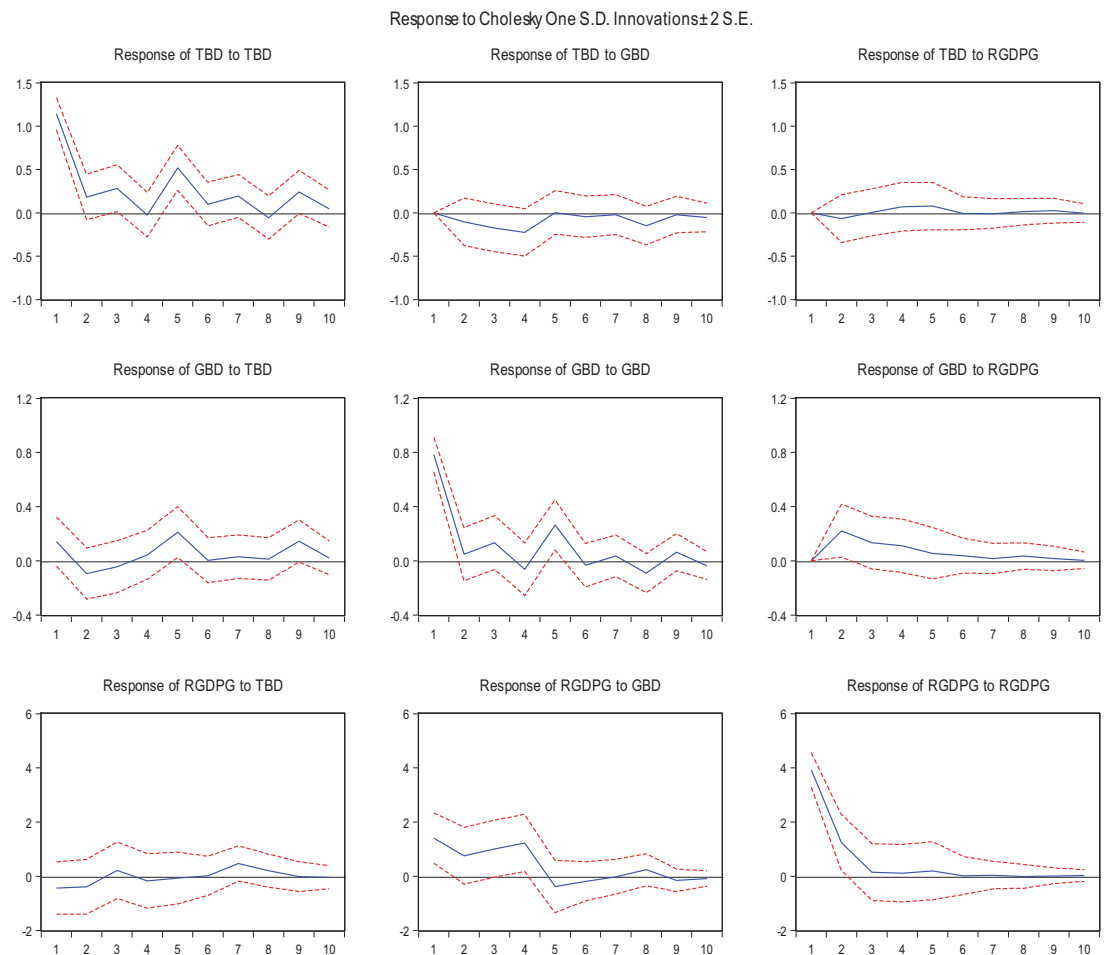 Response to Cholesky One S.D. Innovations ± 2 S.E.
Response of TBD to TBD
1.5
1.0
0.5
0.0
-0.5
-1.0
1 2 3 4 5 6 7 8 9 10
Response of TBD to GBD
1.5
1.0
0.5
0.0
-0.5
-1.0
1 2 3 4 5 6 7 8 9 10
Response of TBD to RGDPG
1.5
1.0
0.5
0.0
-0.5
-1.0
1 2 3 4 5 6 7 8 9 10
Response of GBD to TBD
1.2
0.8
0.4
0.0
-0.4
1 2 3 4 5 6 7 8 9 10
Response of GBD to GBD
1.2
0.8
0.4
0.0
-0.4
1 2 3 4 5 6 7 8 9 10
Response of GBD to RGDPG
1.2
0.8
0.4
0.0
-0.4
1 2 3 4 5 6 7 8 9 10
Response of RGDPG to TBD
6
4
2
0
-2
1 2 3 4 5 6 7 8 9 10
Response of RGDPG to GBD
6
4
2
0
-2
1 2 3 4 5 6 7 8 9 10
Response of RGDPG to RGDPG
6
4
2
0
-2
1 2 3 4 5 6 7 8 9 10